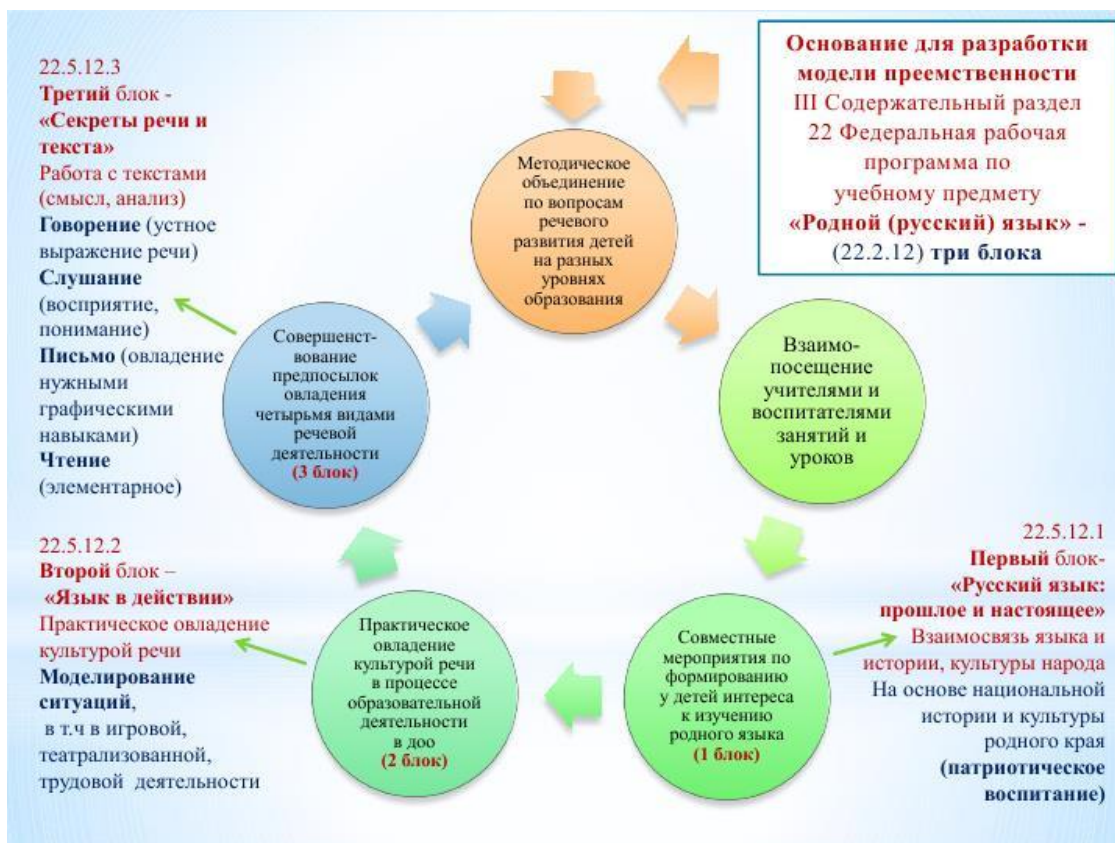 Основание для разработки
модели преемственности
III Содержательный раздел
22 Федеральная рабочая
программа по
учебному предмету
«Родной (русский) язык» -
(22.2.12) три блока
Методическое
объединение
по вопросам
речевого
развития детей
на разных
уровнях
образования
Взаимо-
посещение
учителями и
воспитателями
занятий и
уроков
Совместные
мероприятия по
формированию
у детей интереса
к изучению
родного языка
(1 блок)
22.5.12.1
Первый блок-
«Русский язык:
прошлое и настоящее»
Взаимосвязь языка и
истории, культуры народа
На основе национальной
истории и культуры
родного края
(патриотическое
воспитание)
Практическое
овладение
культурой речи
в процессе
образовательной
деятельности
в доо
(2 блок)
22.5.12.2
Второй блок –
«Язык в действии»
Практическое овладение
культурой речи
Моделирование
ситуаций,
в т.ч в игровой,
театрализованной,
трудовой деятельности
Совершенст-
вование
предпосылок
овладения
четырьмя видами
речевой
деятельности
(3 блок)
22.5.12.3
Третий блок -
«Секреты речи и
текста»
Работа с текстами
(смысл, анализ)
Говорение (устное
выражение речи)
Слушание
(восприятие,
понимание)
Письмо (овладение
нужными
графическими
навыками)
Чтение
(элементарное)